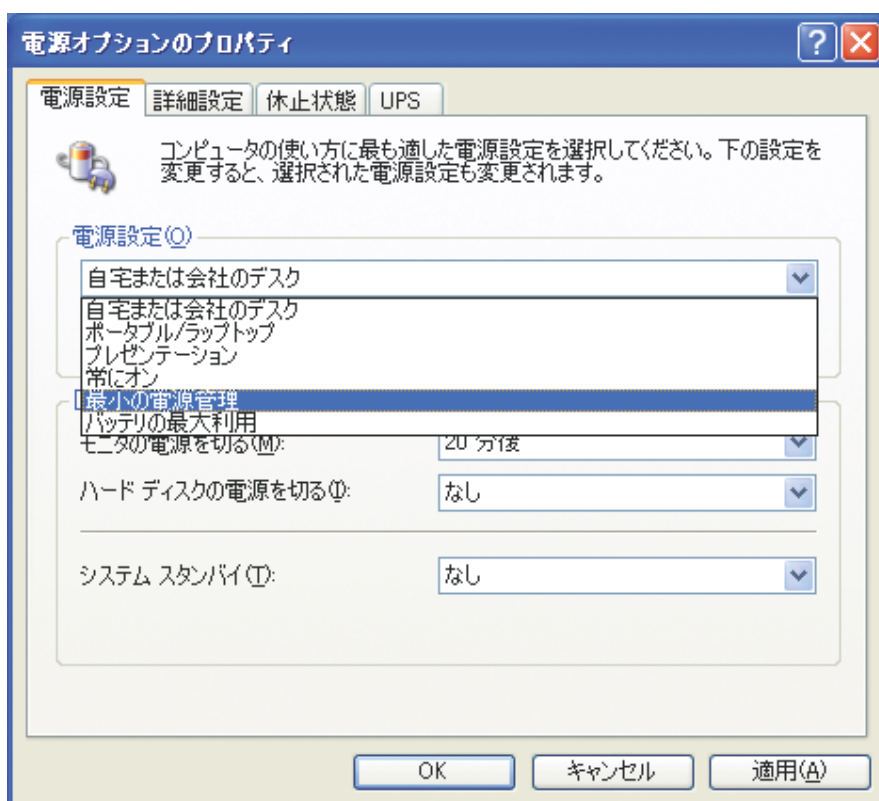 電源オプションのプロパティ
電源設定 詳細設定 休止状態 UPS
コンピュータの使い方に最も適した電源設定を選択してください。下の設定を
変更すると、選択された電源設定も変更されます。
電源設定(O)
自宅または会社のデスク
自宅または会社のデスク
ポータブル/ラップトップ
プレゼンテーション
常にオン
最小の電源管理
バッテリの最大利用
モニタの電源を切る(M): 20 分後
ハード ディスクの電源を切る(I): なし
システム スタンバイ(T): なし
OK キャンセル 適用(A)